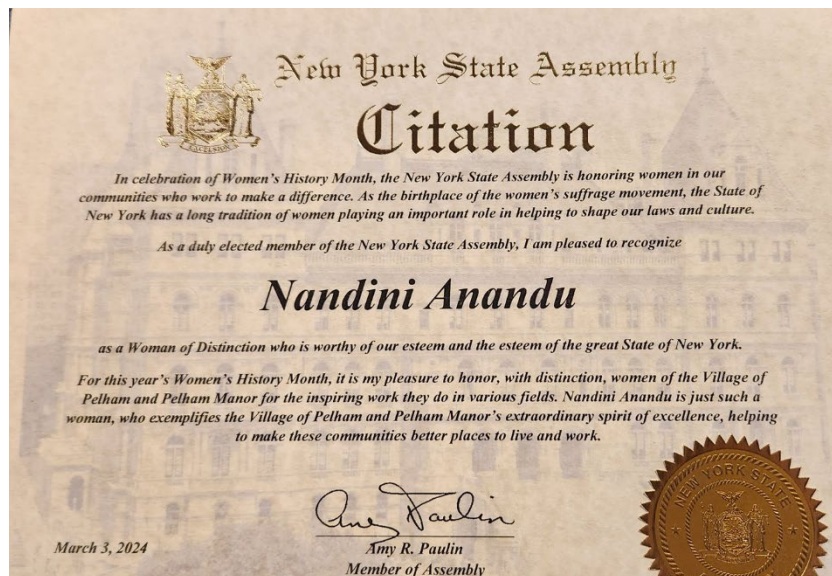 New York State Assembly
Citation
EXCELSIOR
In celebration of Women's History Month, the New York State Assembly is honoring women in our
communities who work to make a difference. As the birthplace of the women's suffrage movement, the State of
New York has a long tradition of women playing an important role in helping to shape our laws and culture.
As a duly elected member of the New York State Assembly, I am pleased to recognize
Nandini Anandu
as a Woman of Distinction who is worthy of our esteem and the esteem of the great State of New York.
For this year's Women's History Month, it is my pleasure to honor, with distinction, women of the Village of
Pelham and Pelham Manor for the inspiring work they do in various fields. Nandini Anandu is just such a
woman, who exemplifies the Village of Pelham and Pelham Manor's extraordinary spirit of excellence, helping
to make these communities better places to live and work.
NEW YORK STATE
Amy Paulin
March 3, 2024
Amy R. Paulin
Member of Assembly